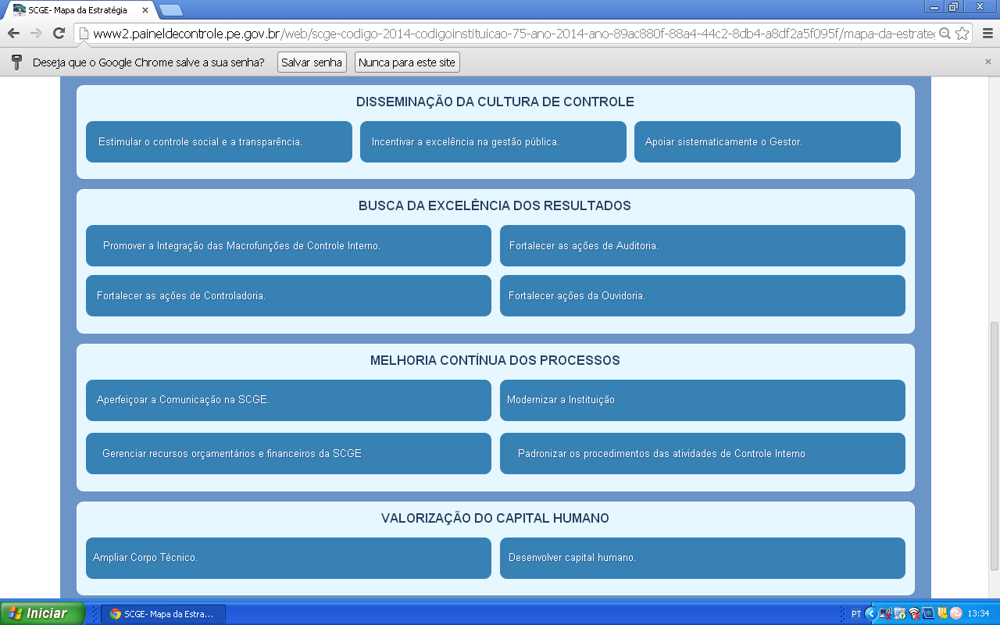 SCGE- Mapa da Estratégia
www2.paineldecontrole.pe.gov.br/web/scge-codigo-2014-codigoinstituicao-75-ano-2014-ano-89ac880f-88a4-44c2-8db4-a8df2a5f095f/mapa-da-estrate
Deseja que o Google Chrome salve a sua senha? Salvar senha Nunca para este site
DISSEMINAÇÃO DA CULTURA DE CONTROLE
Estimular o controle social e a transparência. Incentivar a excelência na gestão pública. Apoiar sistematicamente o Gestor.
BUSCA DA EXCELÊNCIA DOS RESULTADOS
Promover a Integração das Macrofunções de Controle Interno. Fortalecer as ações de Auditoria.
Fortalecer as ações de Controladoria. Fortalecer ações da Ouvidoria.
MELHORIA CONTÍNUA DOS PROCESSOS
Aperfeiçoar a Comunicação na SCGE. Modernizar a Instituição
Gerenciar recursos orçamentários e financeiros da SCGE Padronizar os procedimentos das atividades de Controle Interno
VALORIZAÇÃO DO CAPITAL HUMANO
Ampliar Corpo Técnico. Desenvolver capital humano.
Iniciar SCGE- Mapa da Estra... PT 13:34